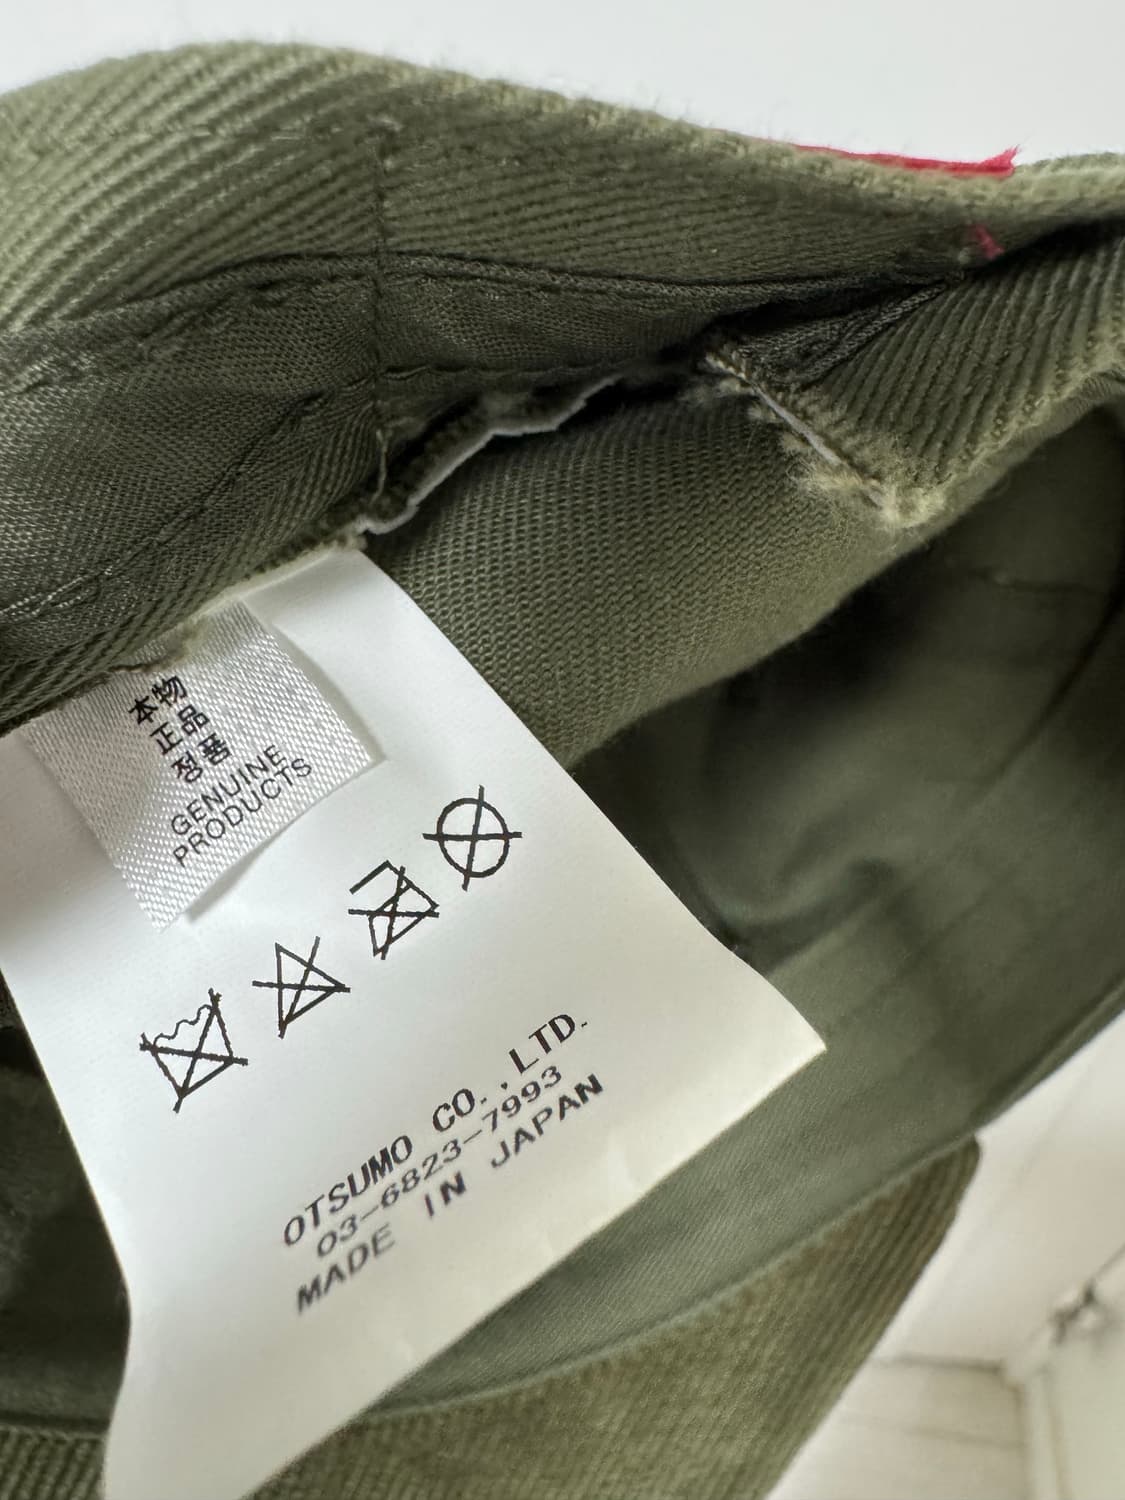 本物
正品
정품
GENUINE
PRODUCTS
OTSUMO CO.,LTD.
03-6823-7993
MADE IN JAPAN